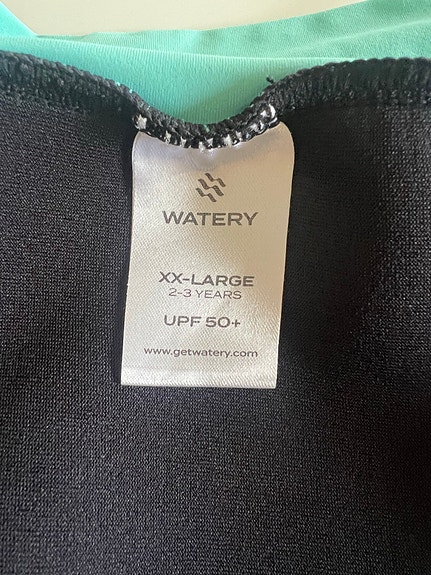 WATERY
XX-LARGE
2-3 YEARS
UPF 50+
www.getwatery.com